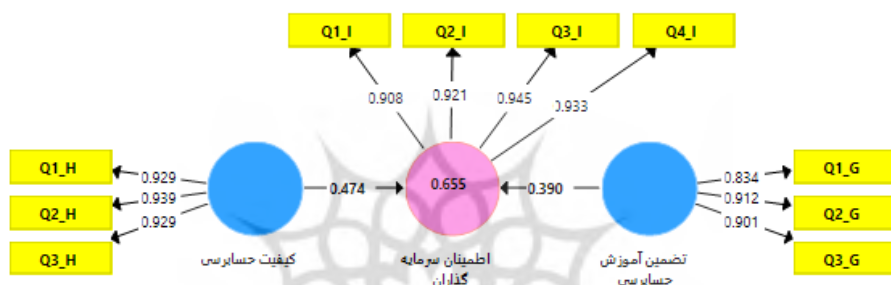 Q1_I
Q2_I
Q3_I
Q4_I
0.908
0.921
0.945
0.933
Q1_H
Q2_H
Q3_H
0.929
0.939
0.929
0.474
0.655
0.390
0.834
0.912
0.901
Q1_G
Q2_G
Q3_G
کیفیت حسابرسی
اطمینان سرمایه
گذاران
تضمین آموزش
حسابرسی